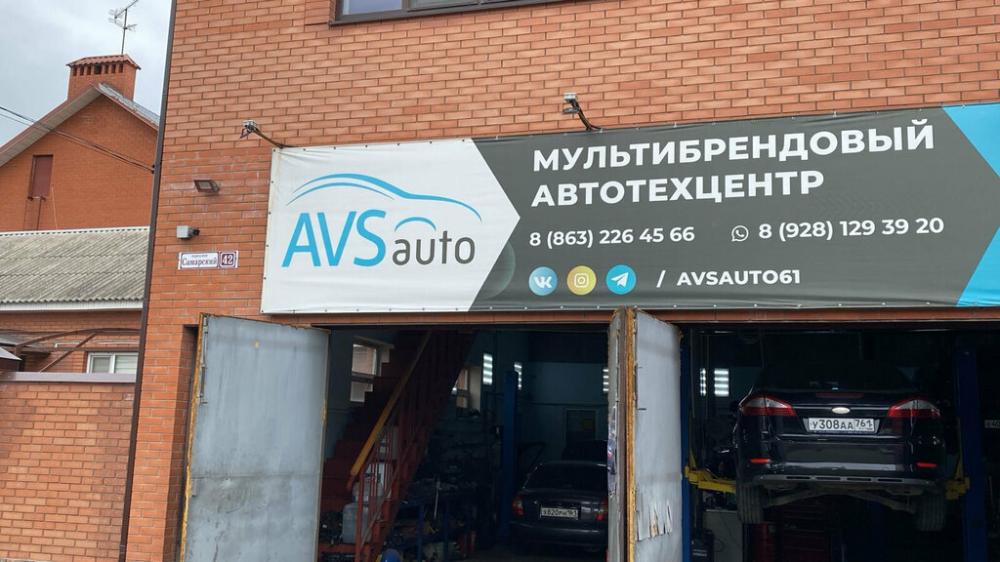 МУЛЬТИБРЕНДОВЫЙ
АВТОТЕХЦЕНТР
AVS auto
8 (863) 226 45 66
8 (928) 129 39 20
/ AVSAUTO61
Самарский 42
У308АА 761